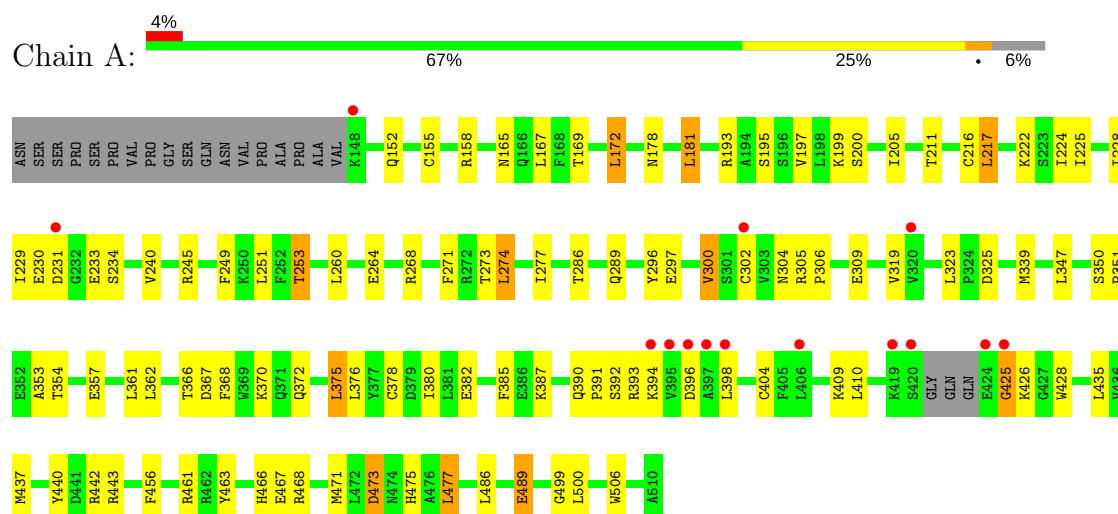 4%
Chain A:
67% 25% • 6%
ASN SER SER PRO SER PRO VAL PRO GLY SER GLN ASN VAL PRO ALA PRO ALA VAL K148 Q152 C155 R158 N165 Q166 L167 F168 T169 L172 N178 L181 R193 A194 S195 S196 V197 L198 K199 S200 I205 T211 C216 L217 K222 S223 I224 I225
I229 E230 D231 G232 E233 S234 V240 R245 F249 K250 L251 F252 T253 L260 E264 R268 F271 R272 T273 L274 I277 T286 Q289 Y296 E297 V300 S301 C302 V303 N304 R305 P306 E309 V319 V320 L323 P324 D325 M339 L347 S350
E352 A353 T354 E357 L361 L362 T366 D367 F368 W369 K370 Q371 Q372 L375 L376 Y377 C378 D379 I380 L381 E382 F385 E386 K387 Q390 P391 S392 R393 K394 V395 D396 A397 L398 C404 F405 L406 K409 L410 K419 S420 GLY GLN GLN E424 G425 K426 G427 W428 L435 V436
M437 Y440 D441 R442 R443 F456 R461 R462 Y463 H466 E467 R468 M471 L472 D473 N474 H475 A476 L477 L486 E489 G499 L500 W506 A510